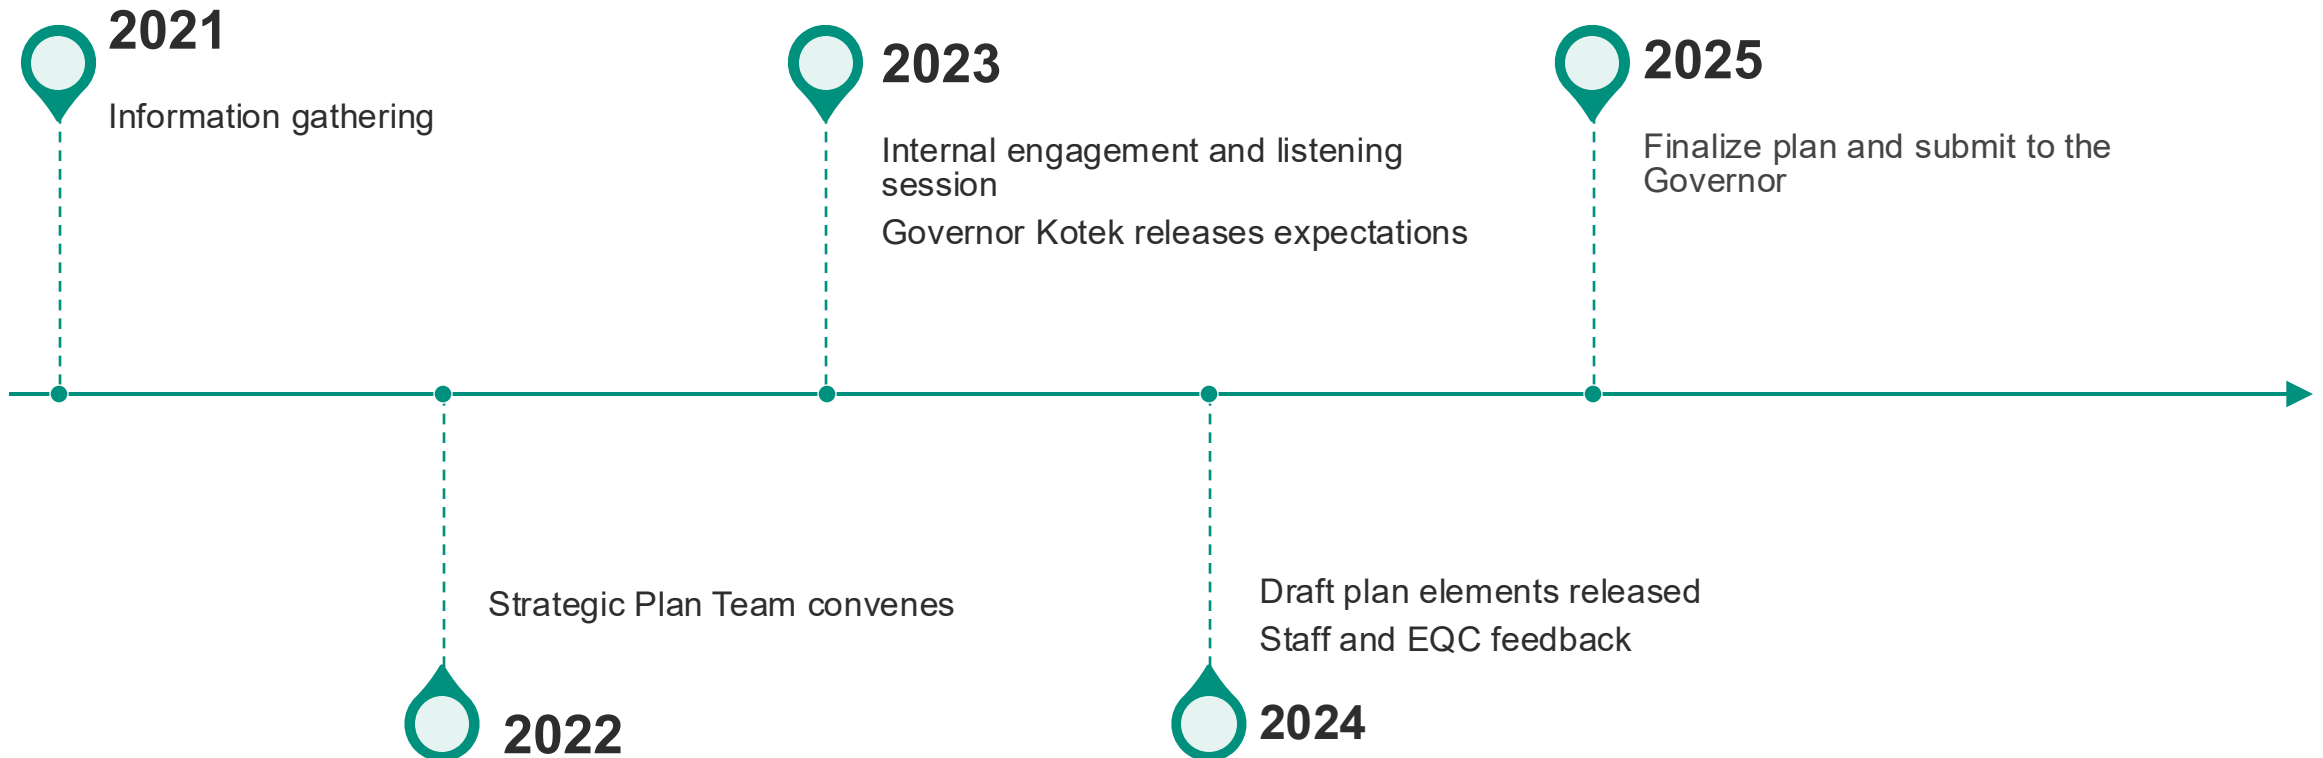 2021
Information gathering
Strategic Plan Team convenes
2022
2023
Internal engagement and listening
session
Governor Kotek releases expectations
Draft plan elements released
Staff and EQC feedback
2024
2025
Finalize plan and submit to the
Governor